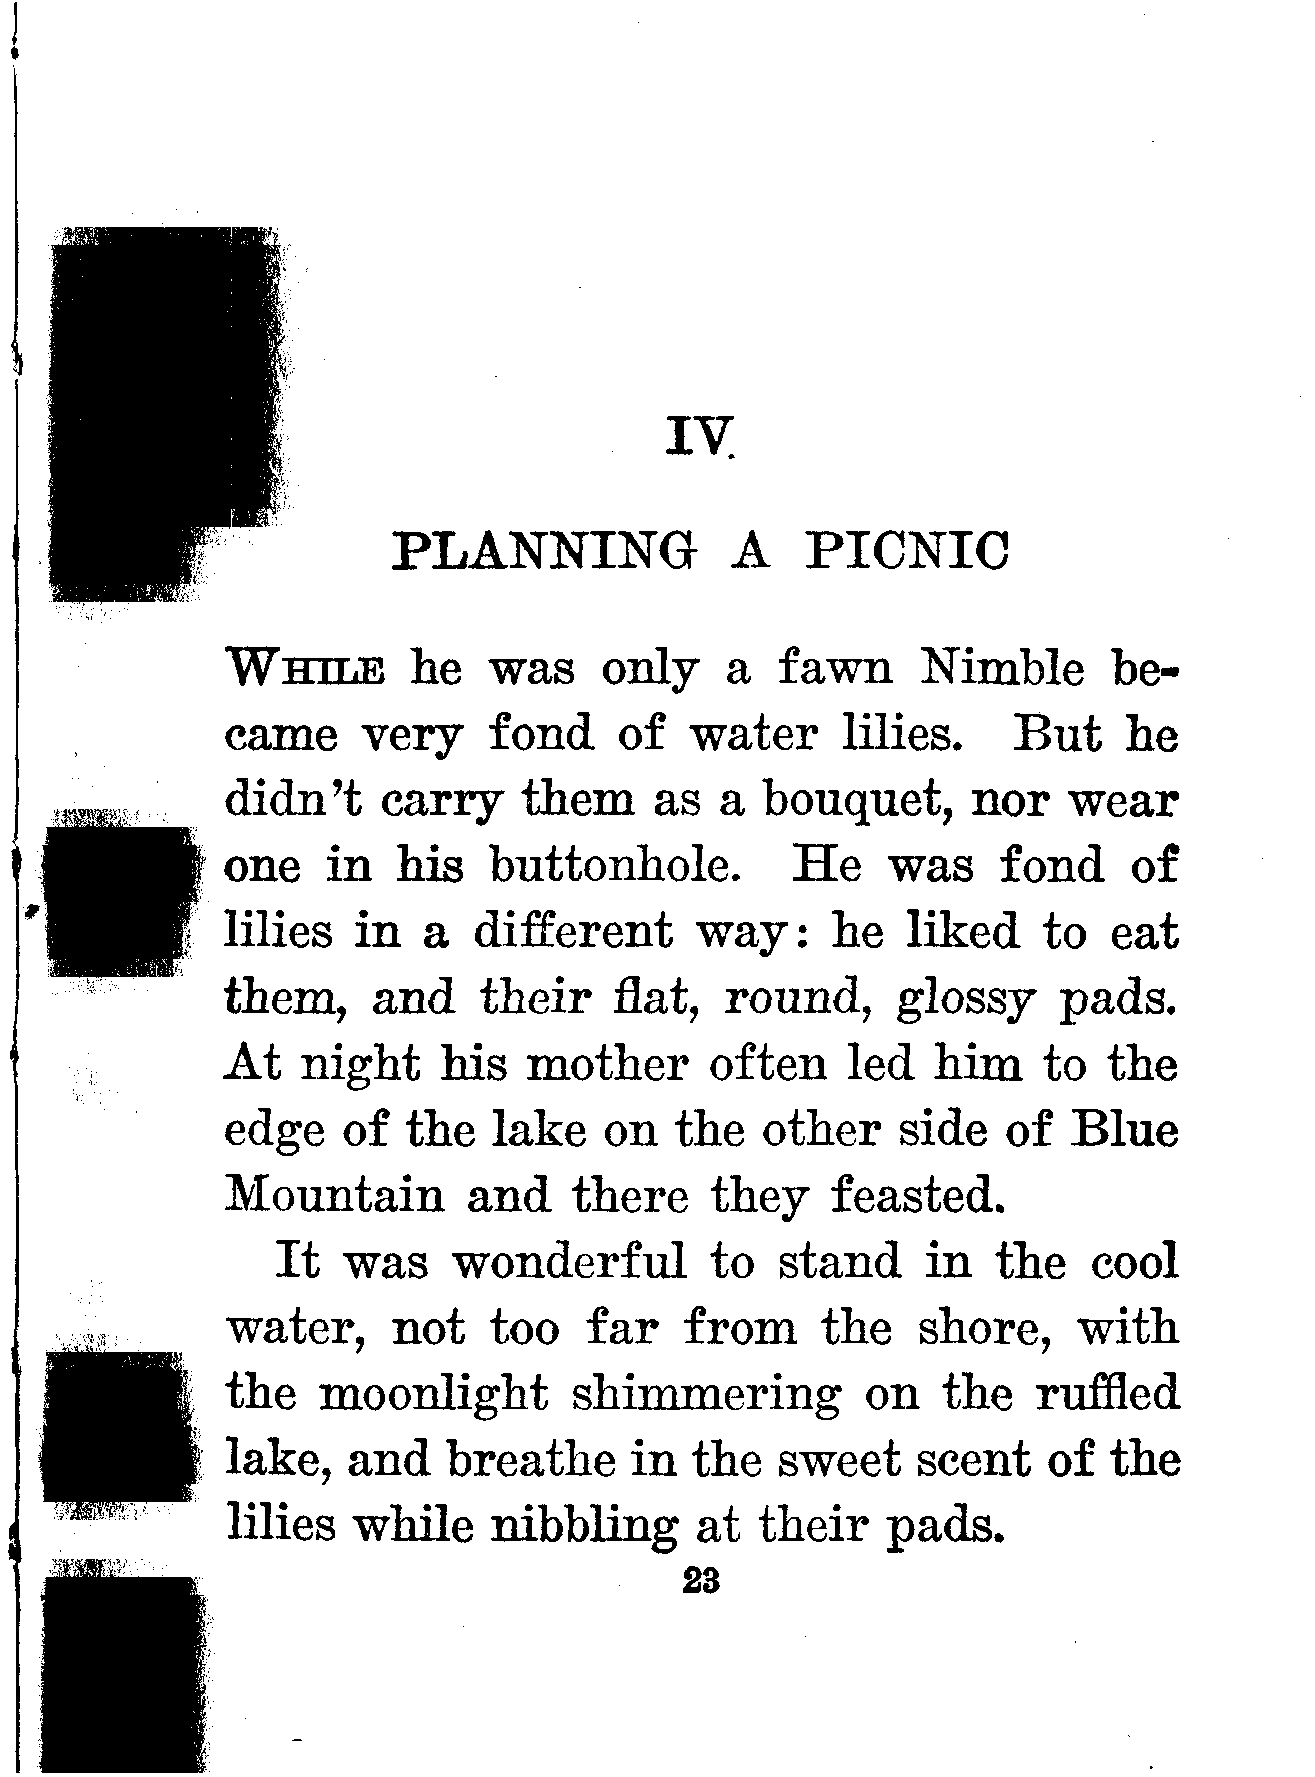 IV.
PLANNING A PICNIC
WHILE he was only a fawn Nimble be-
came very fond of water lilies. But he
didn't carry them as a bouquet, nor wear
one in his buttonhole. He was fond of
lilies in a different way: he liked to eat
them, and their flat, round, glossy pads.
At night his mother often led him to the
edge of the lake on the other side of Blue
Mountain and there they feasted.
It was wonderful to stand in the cool
water, not too far from the shore, with
the moonlight shimmering on the ruffled
lake, and breathe in the sweet scent of the
lilies while nibbling at their pads.
23